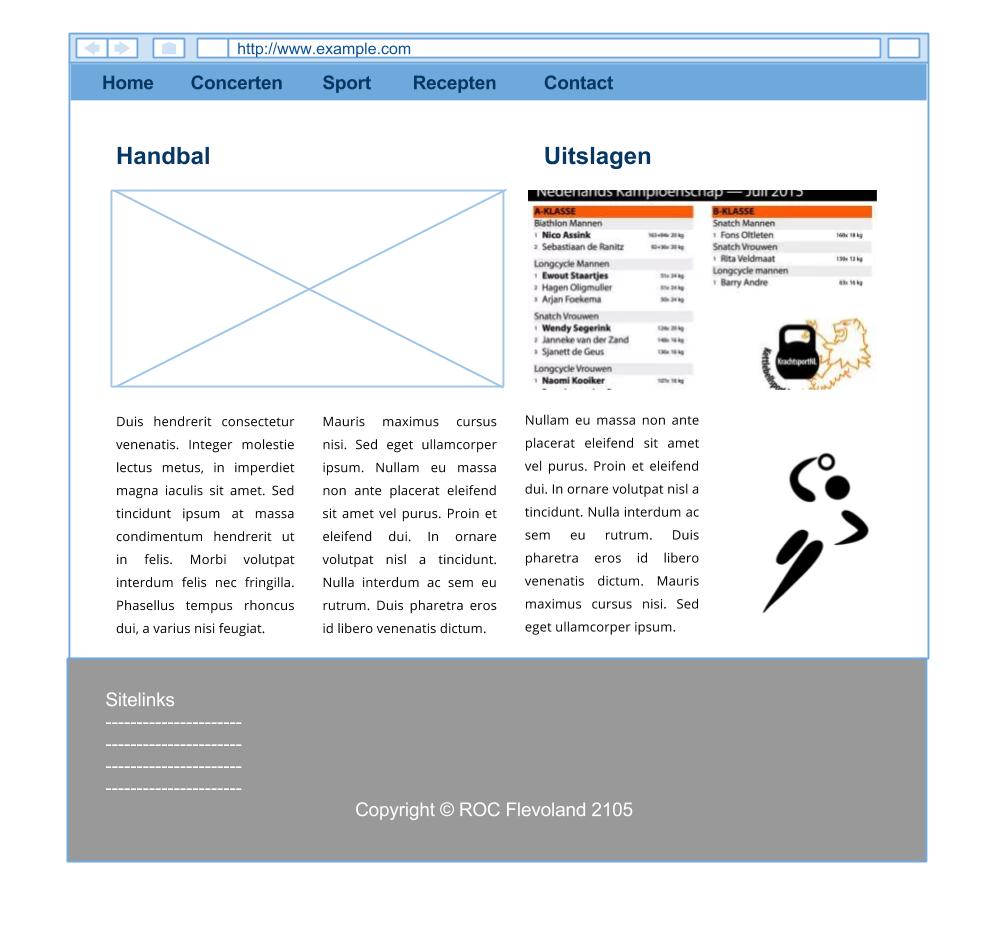 http://www.example.com
Home Concerten Sport Recepten Contact
Handbal
Uitslagen
Nederlands Kampioenschap — Juli 2015
A-KLASSE
Biathlon Mannen
1 Nico Assink
2 Sebastiaan de Ranitz 92+36x 20 kg
Longcycle Mannen
1 Ewout Staartjes 51x 24 kg
2 Hagen Oligmuller 51x 24 kg
3 Arjan Foekema 50x 24 kg
Snatch Vrouwen
1 Wendy Segerink 124x 20 kg
2 Janneke van der Zand 148x 16 kg
3 Sjanett de Geus 136x 16 kg
Longcycle Vrouwen
1 Naomi Kooiker 107x 16 kg
B-KLASSE
Snatch Mannen
1 Fons Oltleten 168x 16 kg
Snatch Vrouwen
1 Rita Veldmaat 139x 12 kg
Longcycle mannen
1 Barry Andre 63x 16 kg
KrachtsportNL
Duis hendrerit consectetur
venenatis. Integer molestie
lectus metus, in imperdiet
magna iaculis sit amet. Sed
tincidunt ipsum at massa
condimentum hendrerit ut
in felis. Morbi volutpat
interdum felis nec fringilla.
Phasellus tempus rhoncus
dui, a varius nisi feugiat.
Mauris maximus cursus
nisi. Sed eget ullamcorper
ipsum. Nullam eu massa
non ante placerat eleifend
sit amet vel purus. Proin et
eleifend dui. In ornare
volutpat nisl a tincidunt.
Nulla interdum ac sem eu
rutrum. Duis pharetra eros
id libero venenatis dictum.
Nullam eu massa non ante
placerat eleifend sit amet
vel purus. Proin et eleifend
dui. In ornare volutpat nisl a
tincidunt. Nulla interdum ac
sem eu rutrum. Duis
pharetra eros id libero
venenatis dictum. Mauris
maximus cursus nisi. Sed
eget ullamcorper ipsum.
Sitelinks
----------------------
----------------------
----------------------
----------------------
Copyright © ROC Flevoland 2105